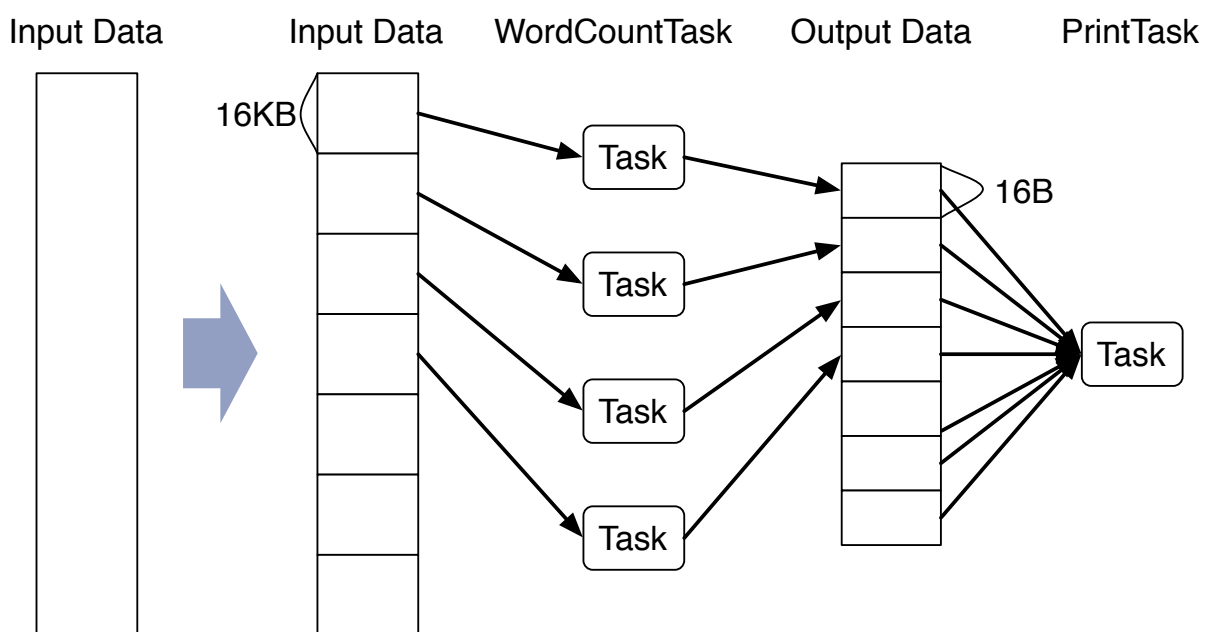 Input Data
Input Data
WordCountTask
Output Data
PrintTask
16KB
Task
16B
Task
Task
Task
Task